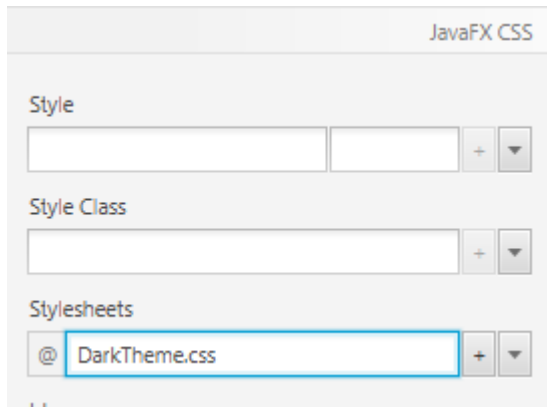 JavaFX CSS
Style
+
Style Class
+
Stylesheets
@ DarkTheme.css +